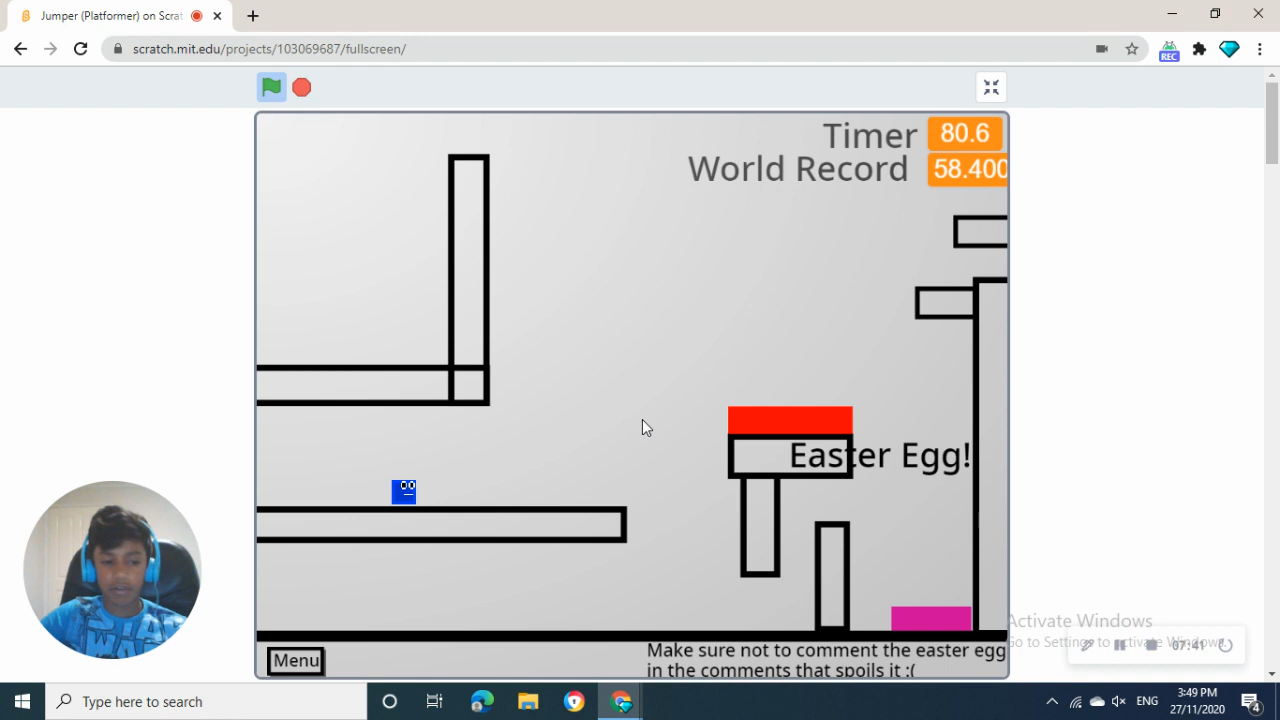 Jumper (Platformer) on Scrat
scratch.mit.edu/projects/103069687/fullscreen/
REC
Timer 80.6
World Record 58.400
Easter Egg!
Make sure not to comment the easter egg
in the comments that spoils it :(
Menu
Activate Windows
Go to Settings to activate Windows.
07:41
Type here to search
ENG
3:49 PM
27/11/2020
4